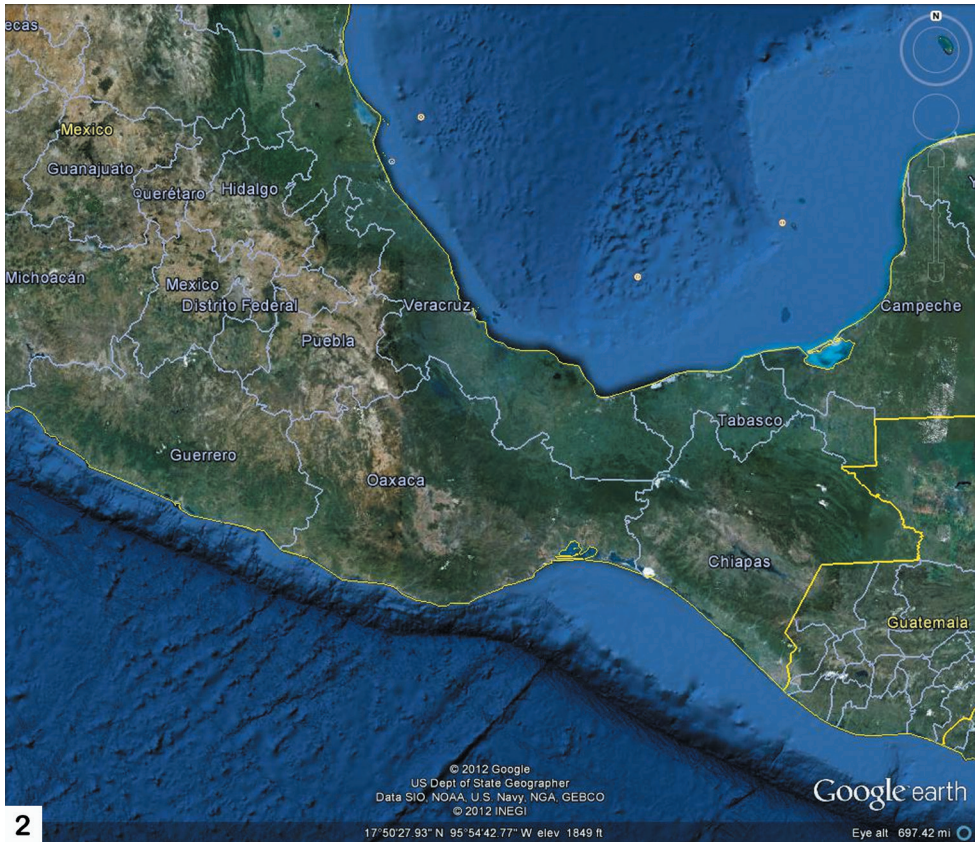 ecas
N
Mexico
Guanajuato
Querétaro
Hidalgo
Michoacán
Mexico
Distrito Federal
Veracruz
Campeche
Puebla
Tabasco
Guerrero
Oaxaca
Chiapas
Guatemala
© 2012 Google
US Dept of State Geographer
Data SIO, NOAA, U.S. Navy, NGA, GEBCO
© 2012 INEGI
Google earth
2
17°50'27.93" N 95°54'42.77" W elev 1849 ft
Eye alt 697.42 mi